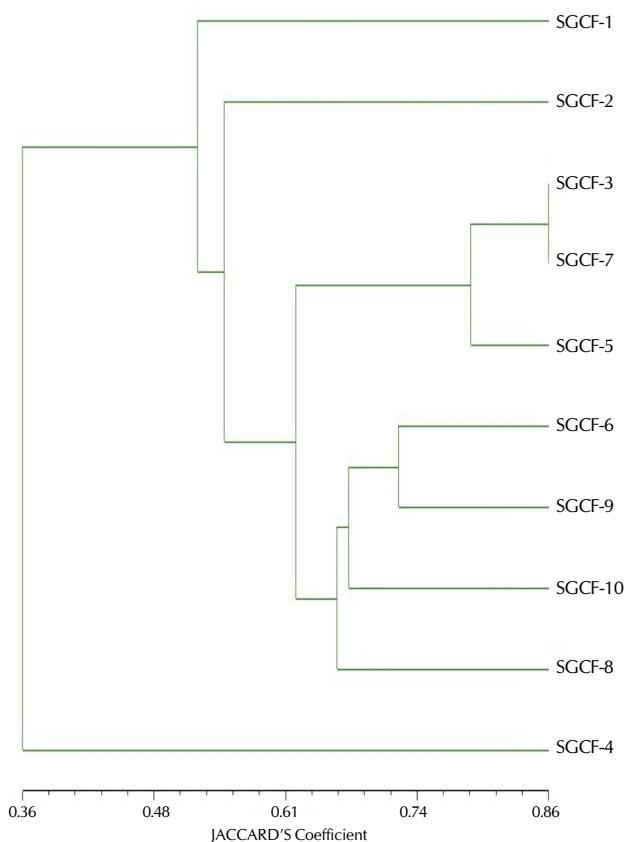 SGCF-1
SGCF-2
SGCF-3
SGCF-7
SGCF-5
SGCF-6
SGCF-9
SGCF-10
SGCF-8
SGCF-4
0.36 0.48 0.61 0.74 0.86
JACCARD'S Coefficient